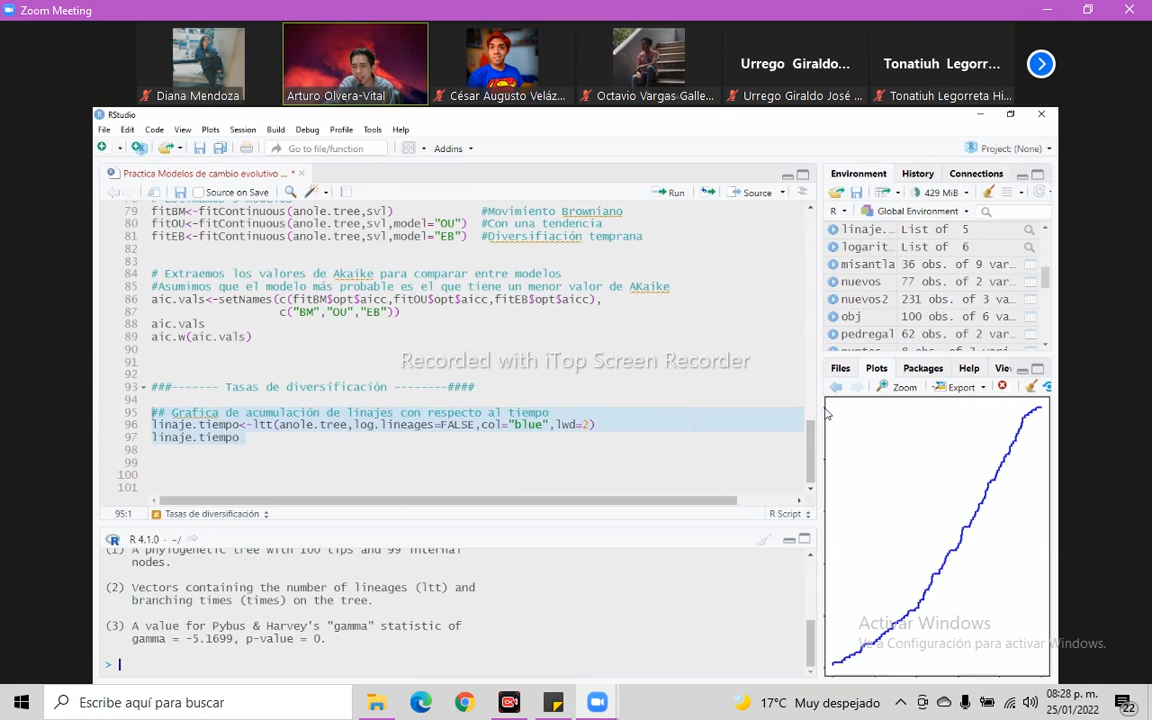 Zoom Meeting
Urrego Giraldo...
Tonatiuh Legorr...
Diana Mendoza
Arturo Olvera-Vital
César Augusto Veláz...
Octavio Vargas-Galle...
Urrego Giraldo José ...
Tonatiuh Legorreta Hi...
RStudio
File Edit Code View Plots Session Build Debug Profile Tools Help
Go to file/function
Addins
Project: (None)
Practica Modelos de cambio evolutivo ... *
Source on Save
Run
Source
79 fitBM<-fitContinuous(anole.tree,svl) #Movimiento Browniano
80 fitOU<-fitContinuous(anole.tree,svl,model="OU") #Con una tendencia
81 fitEB<-fitContinuous(anole.tree,svl,model="EB") #Diversifiación temprana
82
83
84 # Extraemos los valores de Akaike para comparar entre modelos
85 #Asumimos que el modelo más probable es el que tiene un menor valor de AKaike
86 aic.vals<-setNames(c(fitBM$opt$aicc,fitOU$opt$aicc,fitEB$opt$aicc),
87 c("BM","OU","EB"))
88 aic.vals
89 aic.w(aic.vals)
90
91
92
93 ###------- Tasas de diversificación --------####
94
95 ## Grafica de acumulación de linajes con respecto al tiempo
96 linaje.tiempo<-ltt(anole.tree,log.lineages=FALSE,col="blue",lwd=2)
97 linaje.tiempo
98
99
100
101
95:1 # Tasas de diversificación
R Script
R 4.1.0 · ~/
(1) A phylogenetic tree with 100 tips and 99 internal
nodes.
(2) Vectors containing the number of lineages (ltt) and
branching times (times) on the tree.
(3) A value for Pybus & Harvey's "gamma" statistic of
gamma = -5.1699, p-value = 0.
>
Environment History Connections
429 MiB
R Global Environment
linaje.… List of 5
logarit… List of 6
misantla 36 obs. of 9 var…
nuevos 77 obs. of 2 var…
nuevos2 231 obs. of 3 va…
obj 100 obs. of 6 va…
pedregal 62 obs. of 2 var…
Files Plots Packages Help
Zoom Export
Recorded with iTop Screen Recorder
Activar Windows
Ve a Configuración para activar Windows.
Escribe aquí para buscar
17°C Muy despejado
08:28 p. m.
25/01/2022
22